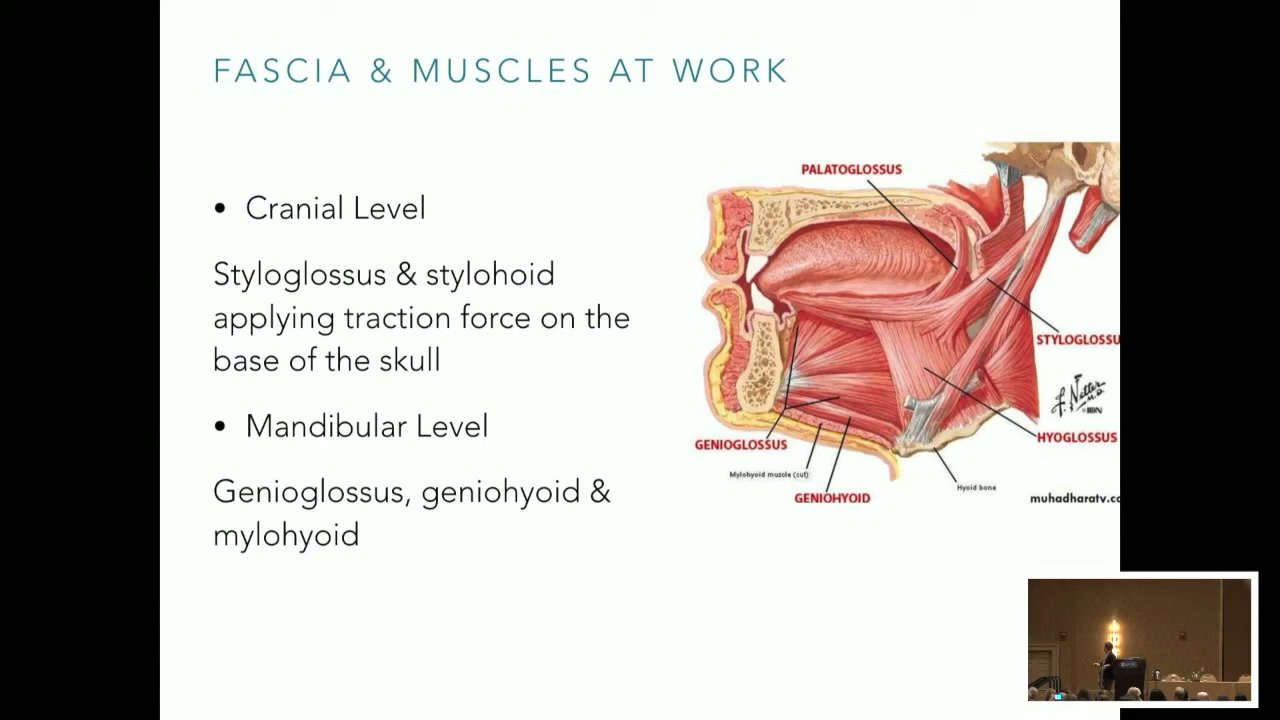 FASCIA & MUSCLES AT WORK
• Cranial Level
Styloglossus & stylohoid
applying traction force on the
base of the skull
• Mandibular Level
Genioglossus, geniohyoid &
mylohyoid
PALATOGLOSSUS
STYLOGLOSSU
HYOGLOSSUS
GENIOGLOSSUS
Mylohyoid muscle (cut)
Hyoid bone
GENIOHYOID
muhadharatv.co
F. Netter
M.D.